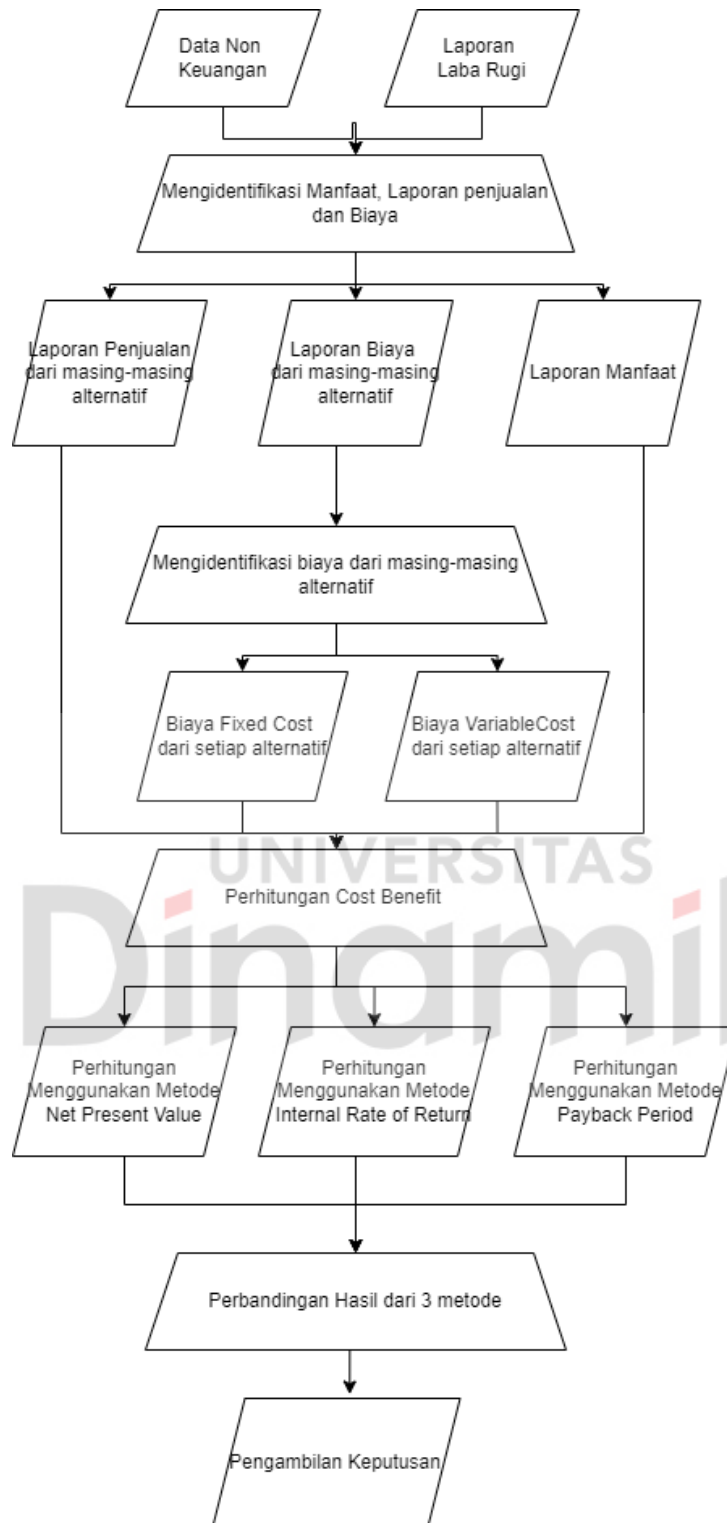 Data Non
Keuangan
Laporan
Laba Rugi
Mengidentifikasi Manfaat, Laporan penjualan
dan Biaya
Laporan Penjualan
dari masing-masing
alternatif
Laporan Biaya
dari masing-masing
alternatif
Laporan Manfaat
Mengidentifikasi biaya dari masing-masing
alternatif
Biaya Fixed Cost
dari setiap alternatif
Biaya VariableCost
dari setiap alternatif
UNIVERSITAS
Dinamik
Perhitungan Cost Benefit
Perhitungan
Menggunakan Metode
Net Present Value
Perhitungan
Menggunakan Metode
Internal Rate of Return
Perhitungan
Menggunakan Metode
Payback Period
Perbandingan Hasil dari 3 metode
Pengambilan Keputusan